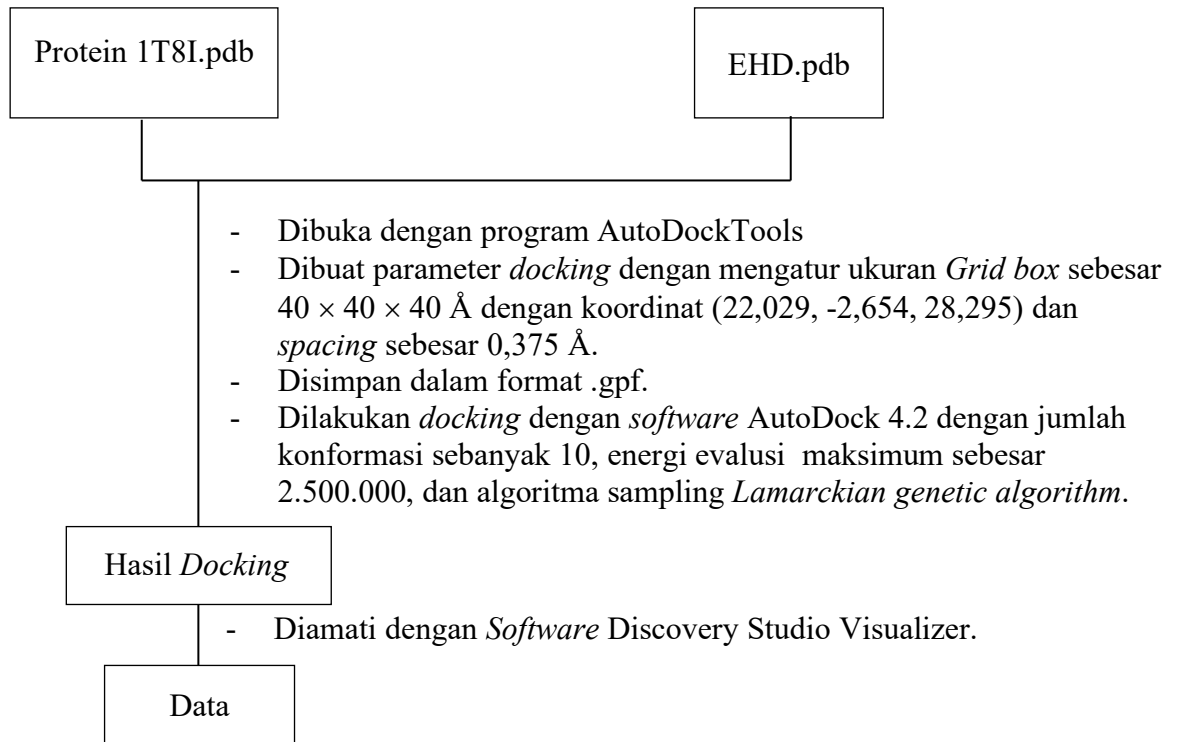 Protein 1T8I.pdb
EHD.pdb
- Dibuka dengan program AutoDockTools
- Dibuat parameter docking dengan mengatur ukuran Grid box sebesar
40 × 40 × 40 Å dengan koordinat (22,029, -2,654, 28,295) dan
spacing sebesar 0,375 Å.
- Disimpan dalam format .gpf.
- Dilakukan docking dengan software AutoDock 4.2 dengan jumlah
konformasi sebanyak 10, energi evalusi maksimum sebesar
2.500.000, dan algoritma sampling Lamarckian genetic algorithm.
Hasil Docking
- Diamati dengan Software Discovery Studio Visualizer.
Data